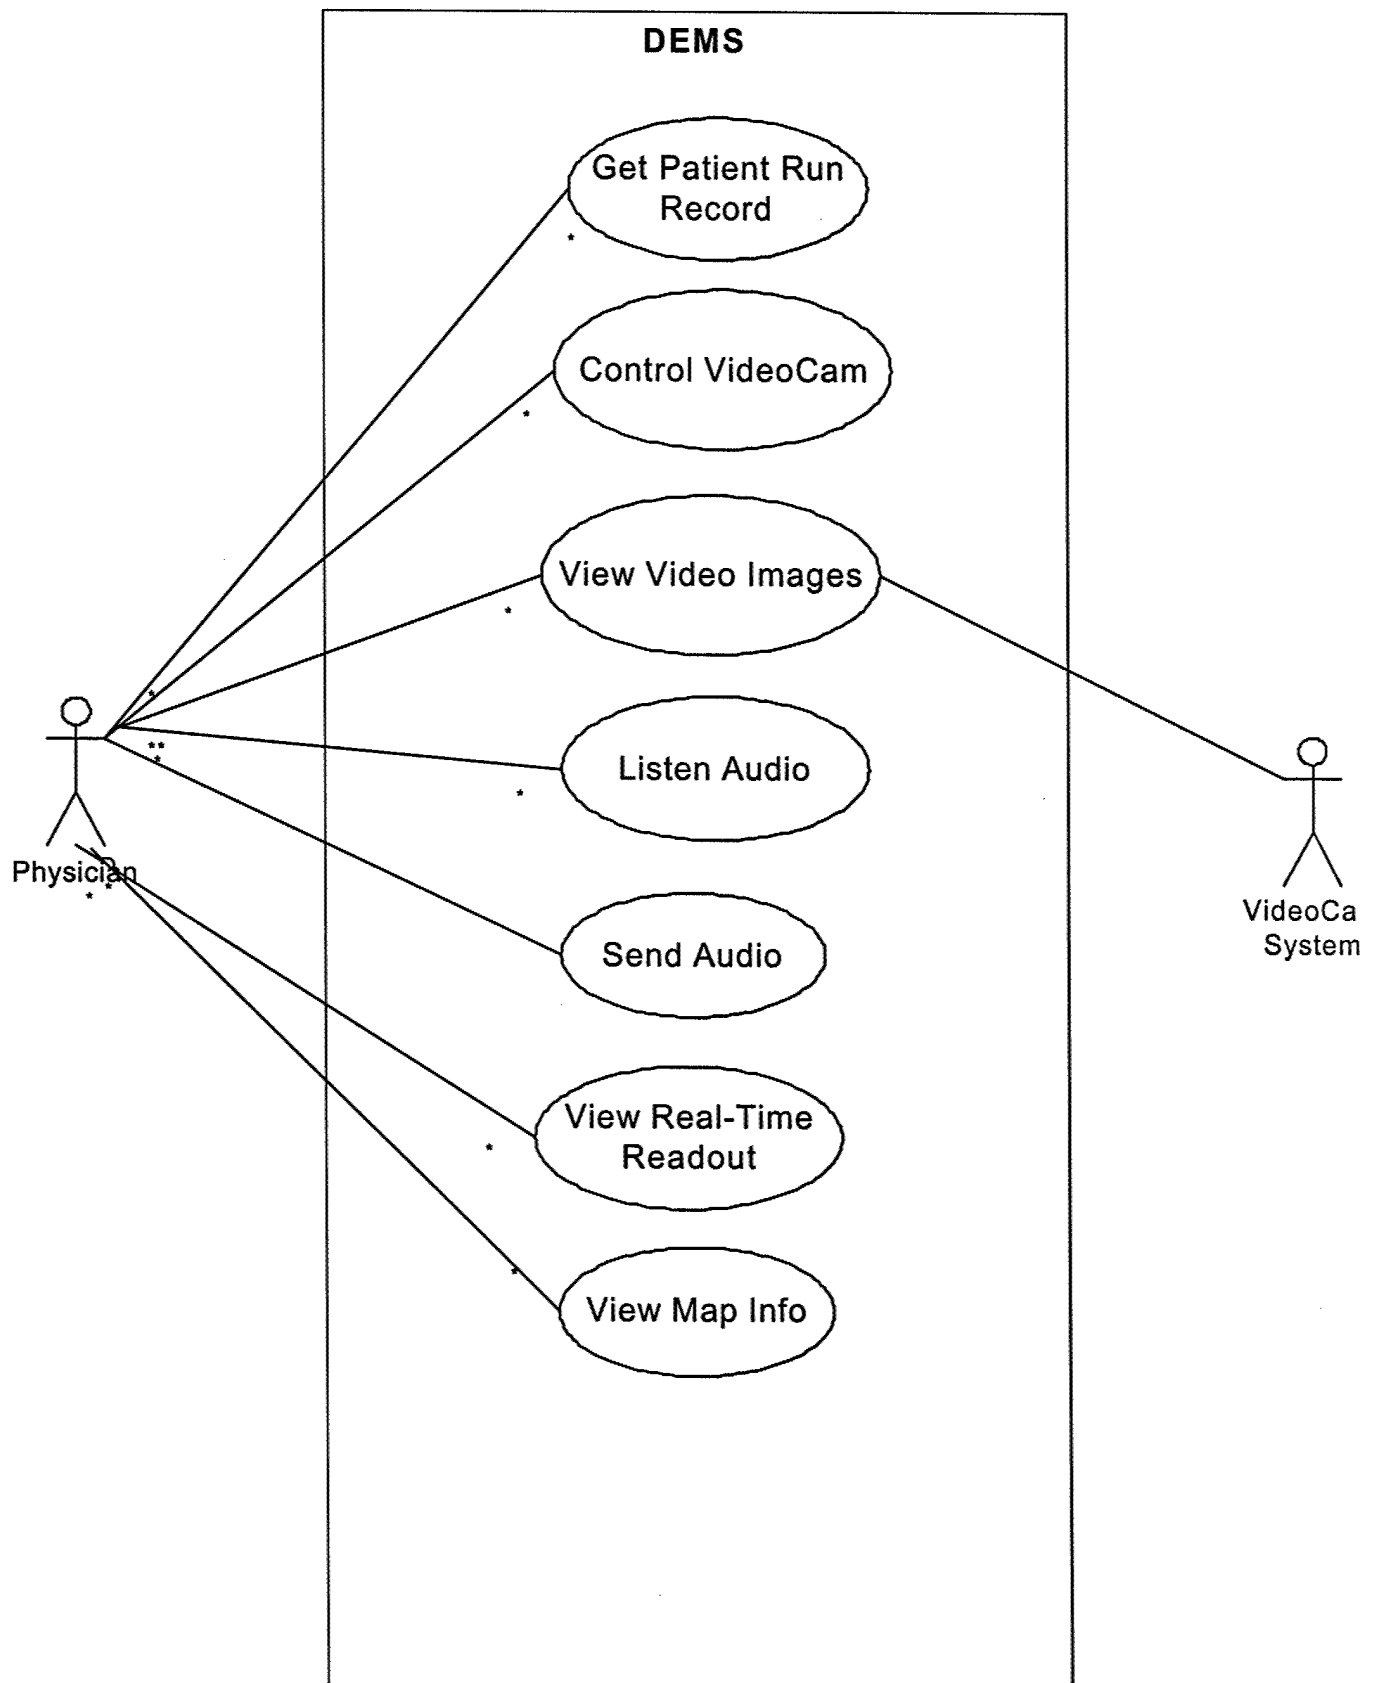 DEMS
Get Patient Run
Record
*
Control VideoCam
*
View Video Images
*
*
**
*
Listen Audio
*
Physician
*
*
VideoCa
System
Send Audio
View Real-Time
Readout
*
*
View Map Info